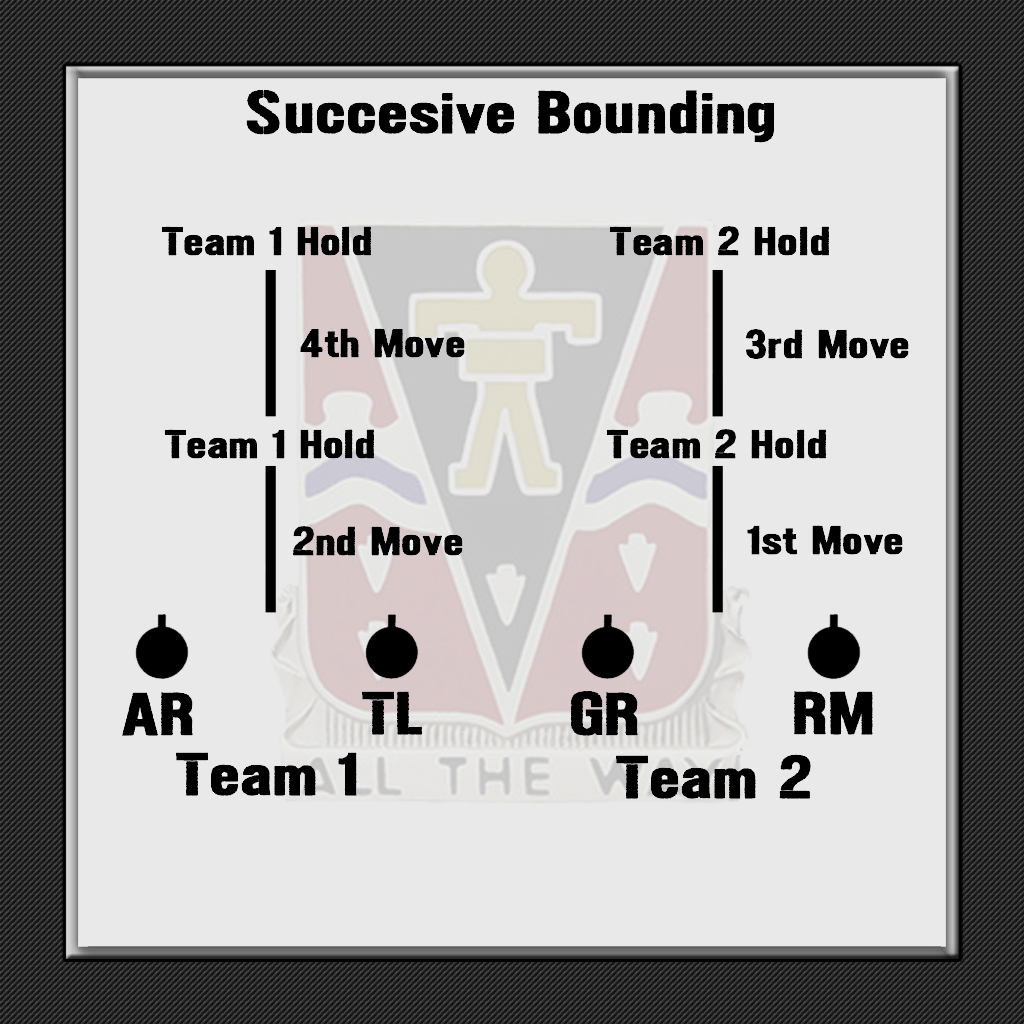 Succesive Bounding
Team 1 Hold
Team 2 Hold
4th Move
3rd Move
Team 1 Hold
Team 2 Hold
2nd Move
1st Move
AR
TL
GR
RM
Team 1
Team 2
ALL THE WAY!